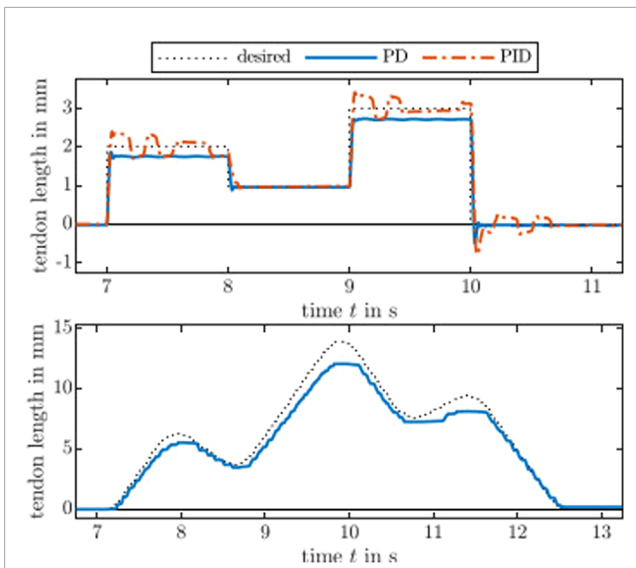 desired PD PID
3
2
1
0
-1
tendon length in mm
7 8 9 10 11
time t in s
15
10
5
0
tendon length in mm
7 8 9 10 11 12 13
time t in s